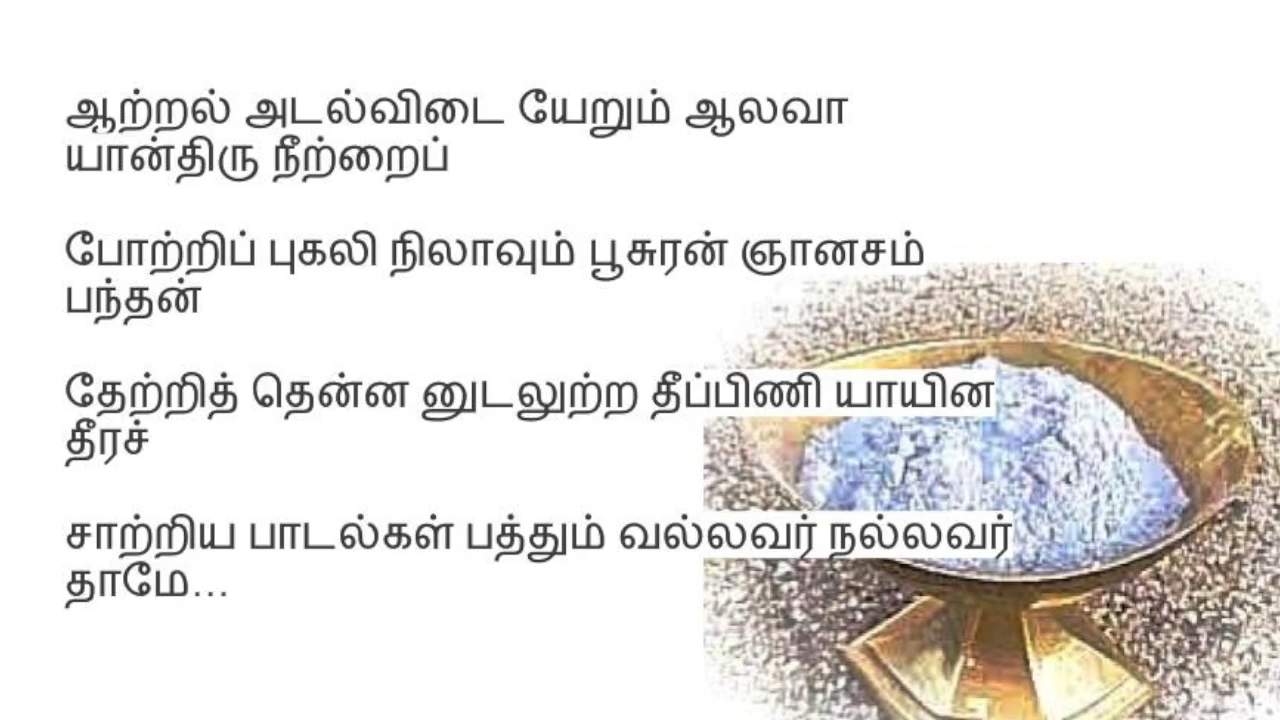 ஆற்றல் அடல்விடை யேறும் ஆலவா
யான்திரு நீற்றைப்
போற்றிப் புகலி நிலாவும் பூசுரன் ஞானசம்
பந்தன்
தேற்றித் தென்ன னுடலுற்ற தீப்பிணி யாயின
தீரச்
சாற்றிய பாடல்கள் பத்தும் வல்லவர் நல்லவர்
தாமே...